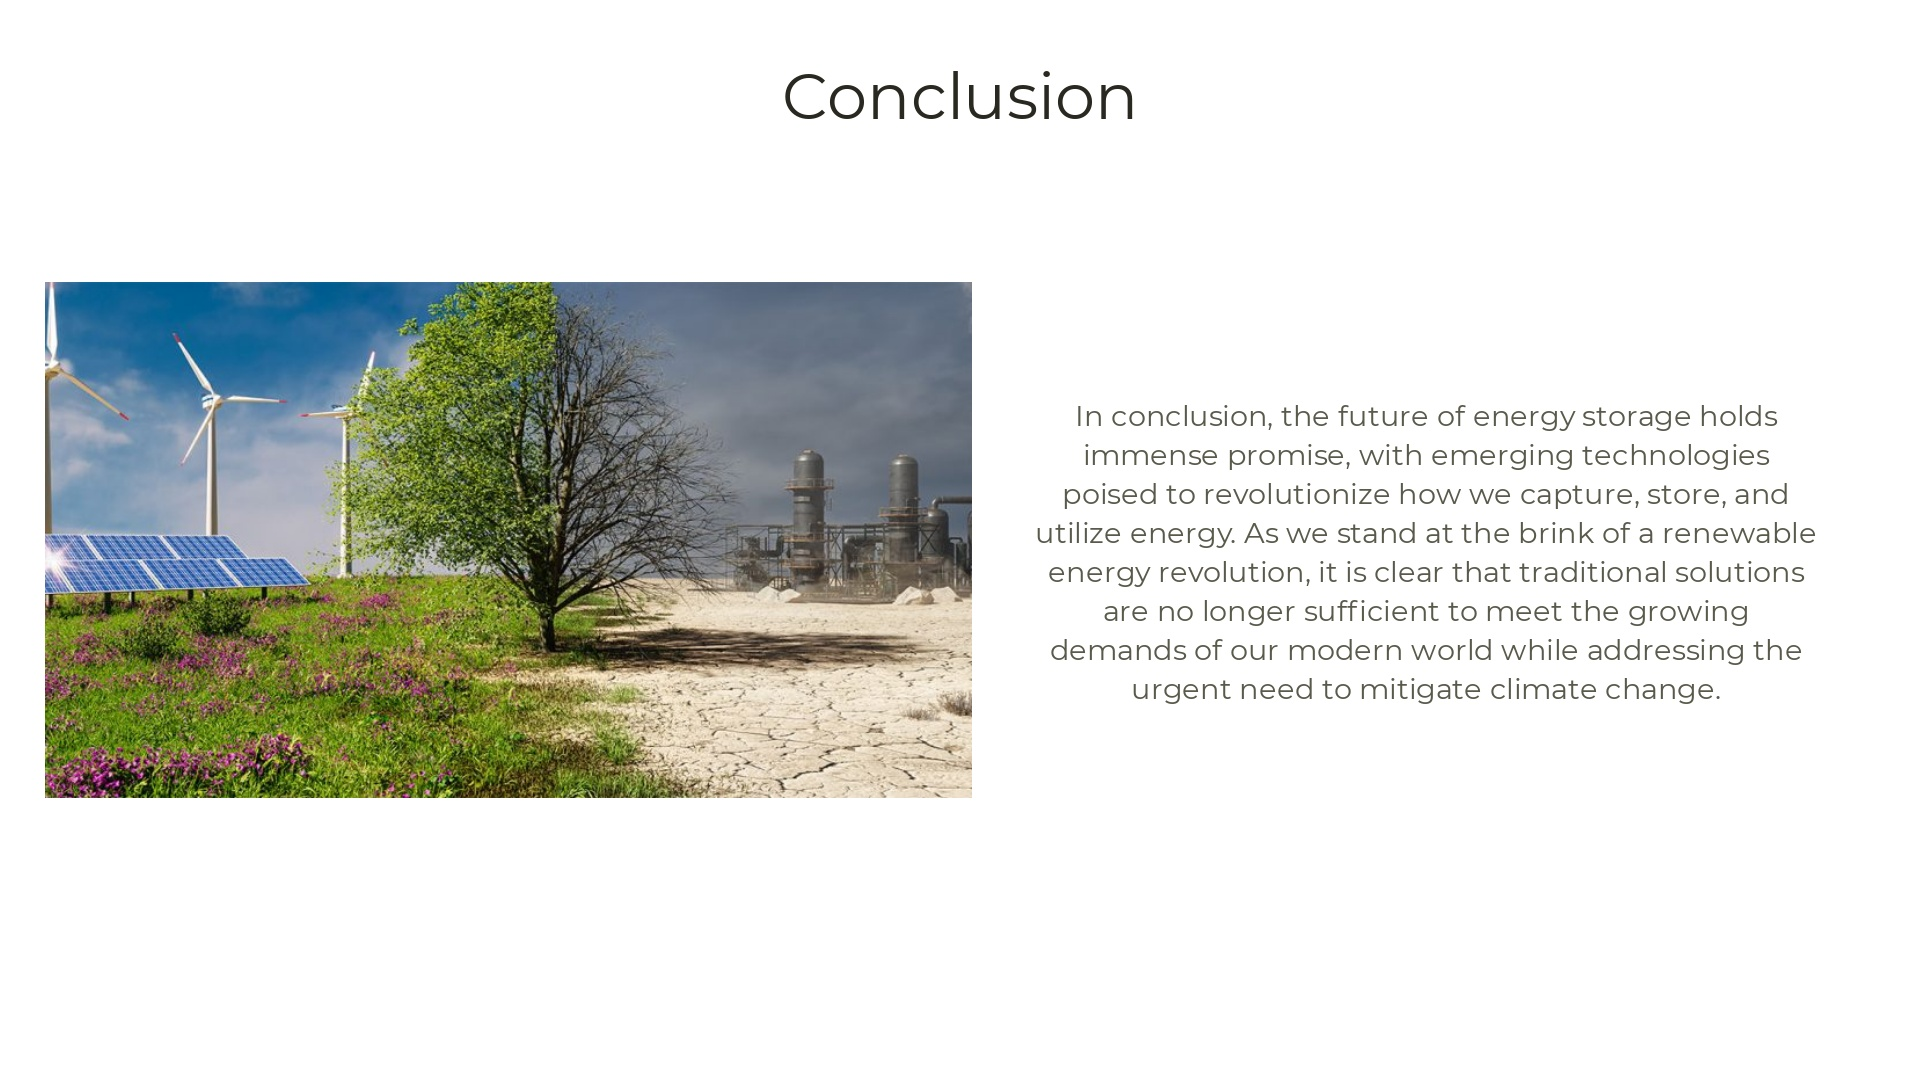 Conclusion
In conclusion, the future of energy storage holds
immense promise, with emerging technologies
poised to revolutionize how we capture, store, and
utilize energy. As we stand at the brink of a renewable
energy revolution, it is clear that traditional solutions
are no longer sufficient to meet the growing
demands of our modern world while addressing the
urgent need to mitigate climate change.